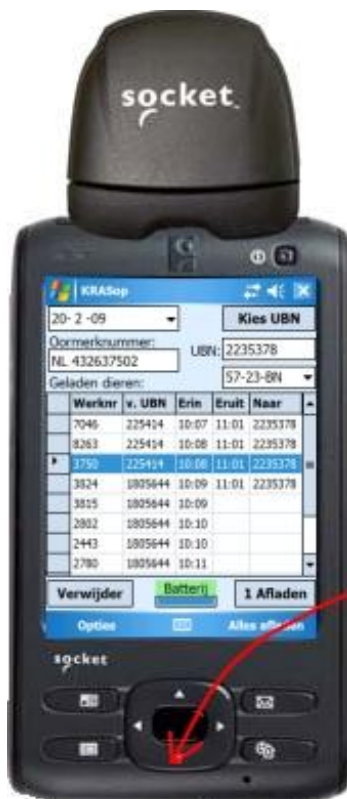 socket
KRASop
20- 2 -09
Kies UBN
Oormerknummer:
UBN: 2235378
NL 432637502
Geladen dieren:
57-23-BN
Werknr v. UBN Erin Eruit Naar
7046 225414 10:07 11:01 2235378
8263 225414 10:08 11:01 2235378
3750 225414 10:08 11:01 2235378
3824 1805644 10:09 11:01 2235378
3815 1805644 10:09
2802 1805644 10:10
2443 1805644 10:10
2780 1805644 10:11
Verwijder Batterij 1 Afladen
Opties Alles afladen
socket